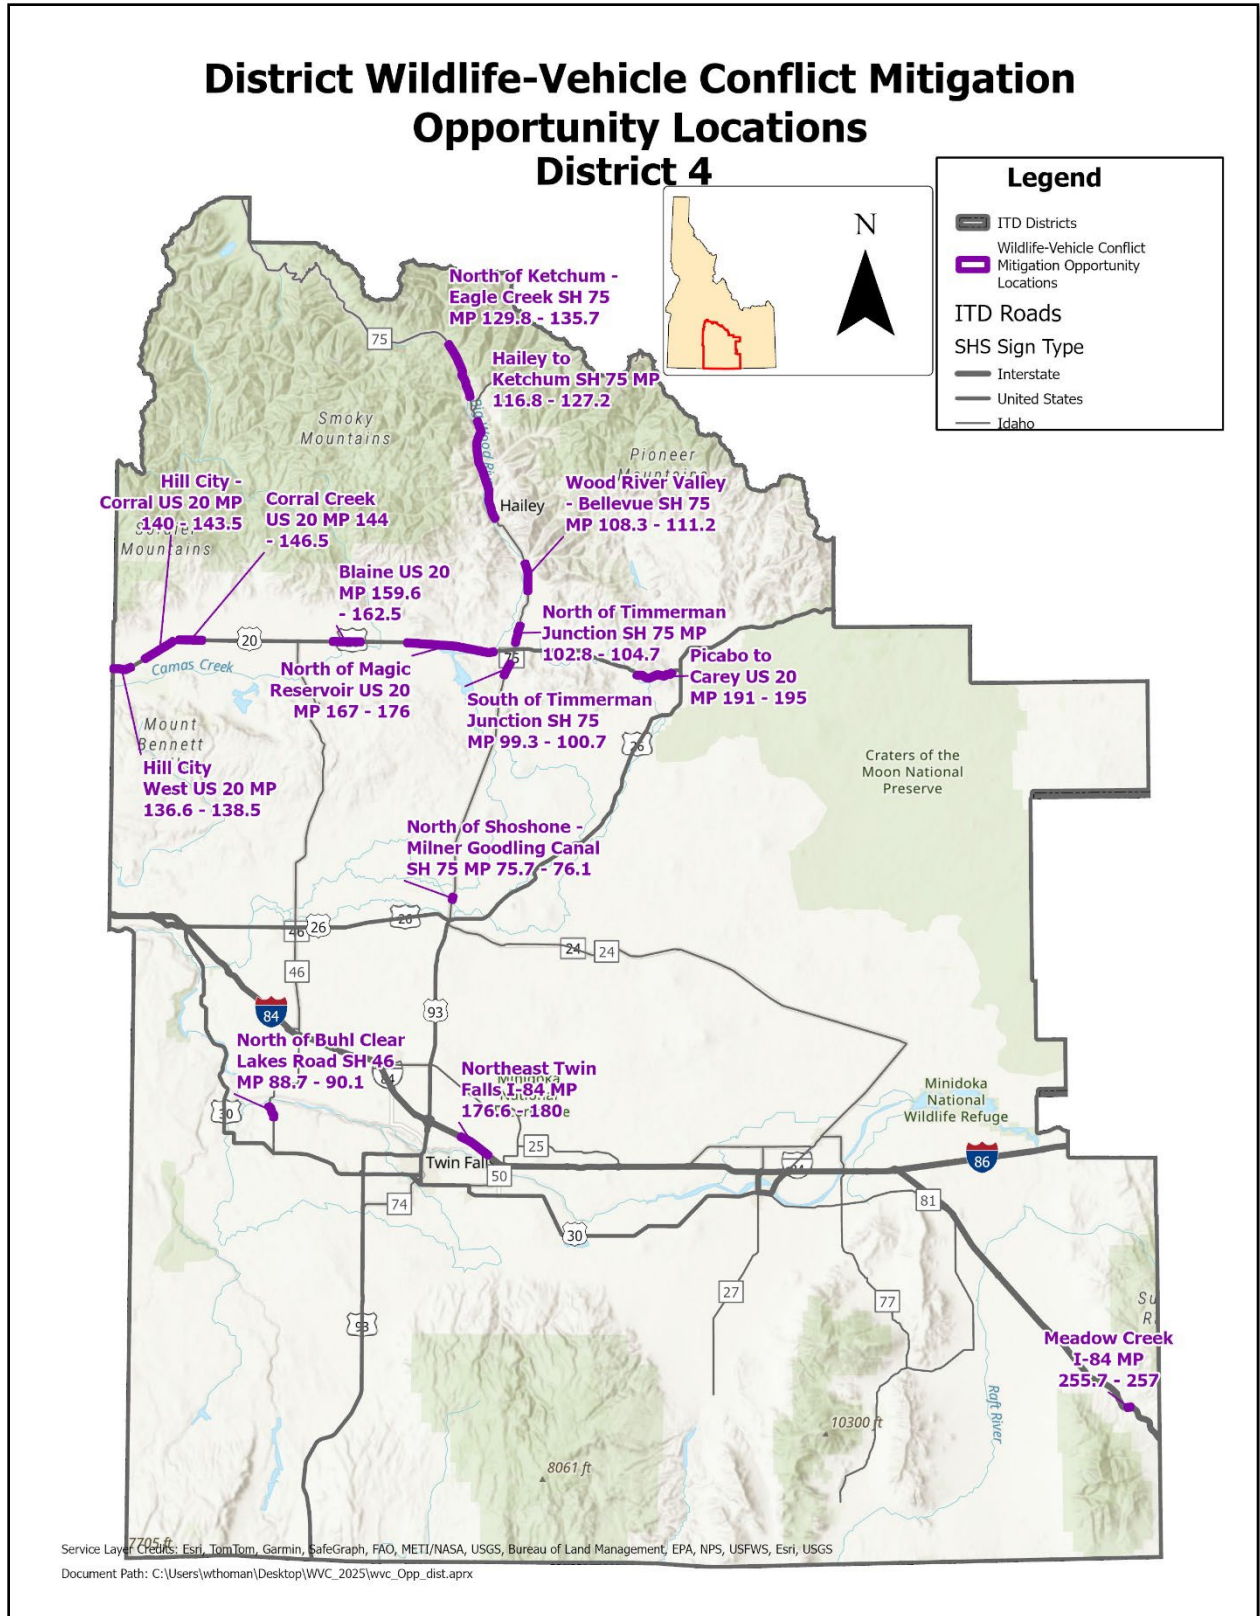 District Wildlife-Vehicle Conflict Mitigation
Opportunity Locations
District 4
Legend
ITD Districts
Wildlife-Vehicle Conflict
Mitigation Opportunity
Locations
ITD Roads
SHS Sign Type
Interstate
United States
Idaho
N
North of Ketchum -
Eagle Creek SH 75
MP 129.8 - 135.7
75
Hailey to
Ketchum SH 75 MP
116.8 - 127.2
Smoky
Mountains
Pioneer
Mountains
Hill City -
Corral US 20 MP
140 - 143.5
Mountains
Corral Creek
US 20 MP 144
- 146.5
Wood River Valley
- Bellevue SH 75
MP 108.3 - 111.2
Hailey
Blaine US 20
MP 159.6
- 162.5
North of Timmerman
Junction SH 75 MP
102.8 - 104.7
20
75
Camas Creek
North of Magic
Reservoir US 20
MP 167 - 176
Picabo to
Carey US 20
MP 191 - 195
South of Timmerman
Junction SH 75
MP 99.3 - 100.7
Mount
Bennett
26
Craters of the
Moon National
Preserve
Hill City
West US 20 MP
136.6 - 138.5
North of Shoshone -
Milner Goodling Canal
SH 75 MP 75.7 - 76.1
46
26
26
24
24
46
84
93
North of Buhl Clear
Lakes Road SH 46
MP 88.7 - 90.1
84
30
Northeast Twin
Falls I-84 MP
176.6 - 180
Minidoka
National
Wildlife Refuge
25
86
Twin Falls
50
84
74
81
30
27
77
93
Meadow Creek
I-84 MP
255.7 - 257
Raft River
10300 ft
8061 ft
7705 ft
Service Layer Credits: Esri, TomTom, Garmin, SafeGraph, FAO, METI/NASA, USGS, Bureau of Land Management, EPA, NPS, USFWS, Esri, USGS
Document Path: C:\Users\wthoman\Desktop\WVC_2025\wvc_Opp_dist.aprx